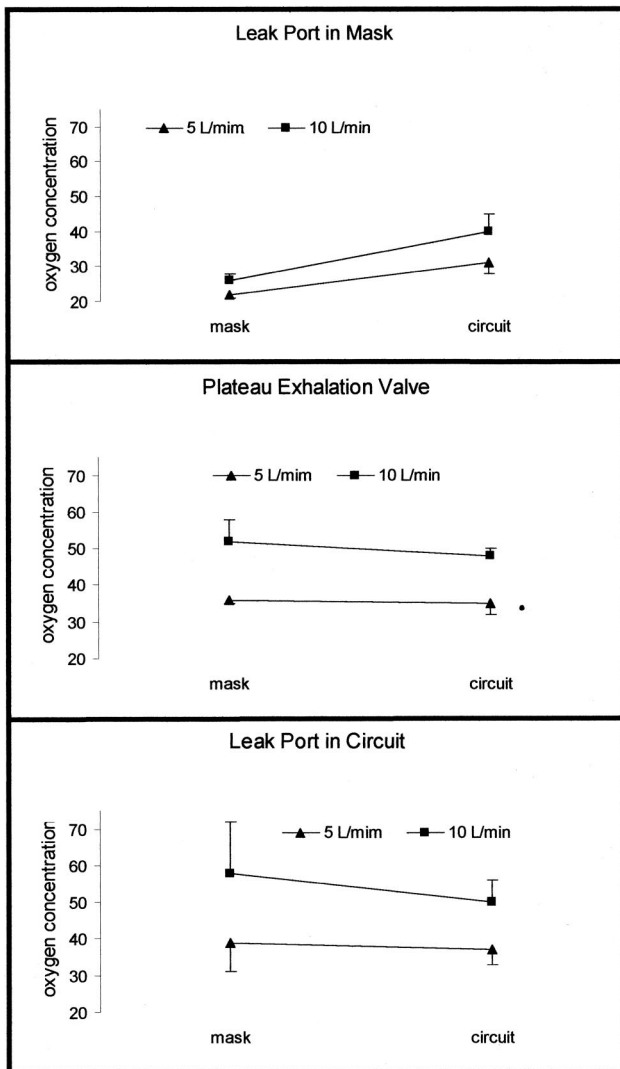 Leak Port in Mask
5 L/mim 10 L/min
oxygen concentration
70
60
50
40
30
20
mask circuit
Plateau Exhalation Valve
5 L/mim 10 L/min
oxygen concentration
70
60
50
40
30
20
mask circuit
Leak Port in Circuit
5 L/mim 10 L/min
oxygen concentration
70
60
50
40
30
20
mask circuit